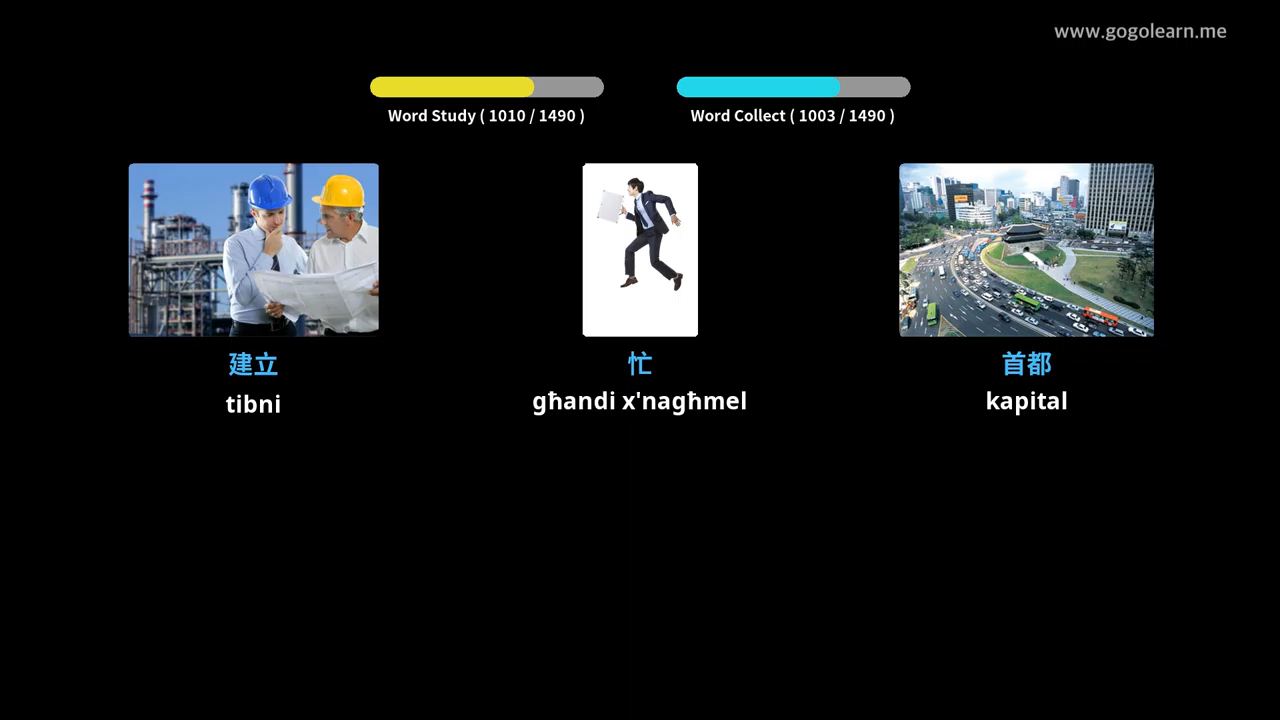 www.gogolearn.me
Word Study ( 1010 / 1490 )
Word Collect ( 1003 / 1490 )
建立
tibni
忙
għandi x'nagħmel
首都
kapital